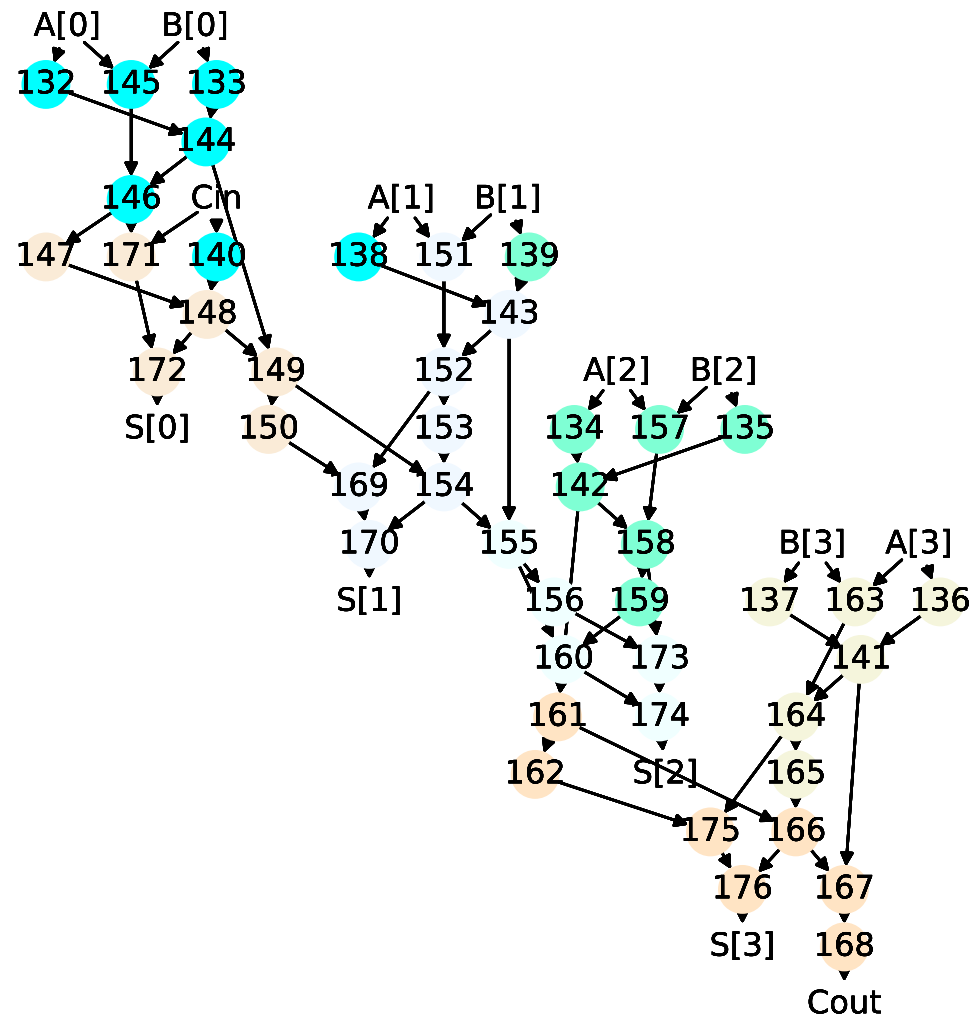 A[0] B[0]
132 145 133
144
146 Cin A[1] B[1]
147 171 140 138 151 139
148 143
172 149 152 A[2] B[2]
S[0] 150 153 134 157 135
169 154 142
170 155 158 B[3] A[3]
S[1] 156 159 137 163 136
160 173 141
161 174 164
162 S[2] 165
175 166
176 167
S[3] 168
Cout